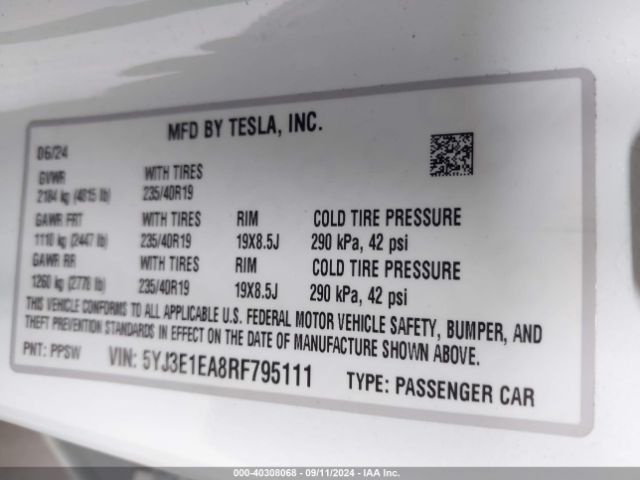 MFD BY TESLA, INC.
06/24
GVWR WITH TIRES
2184 kg (4815 lb) 235/40R19
GAWR FRT WITH TIRES RIM COLD TIRE PRESSURE
1110 kg (2447 lb) 235/40R19 19X8.5J 290 kPa, 42 psi
GAWR RR WITH TIRES RIM COLD TIRE PRESSURE
1260 kg (2778 lb) 235/40R19 19X8.5J 290 kPa, 42 psi
THIS VEHICLE CONFORMS TO ALL APPLICABLE U.S. FEDERAL MOTOR VEHICLE SAFETY, BUMPER, AND
THEFT PREVENTION STANDARDS IN EFFECT ON THE DATE OF MANUFACTURE SHOWN ABOVE.
PNT: PPSW VIN: 5YJ3E1EA8RF795111 TYPE: PASSENGER CAR
000-40308068 - 09/11/2024 - IAA Inc.